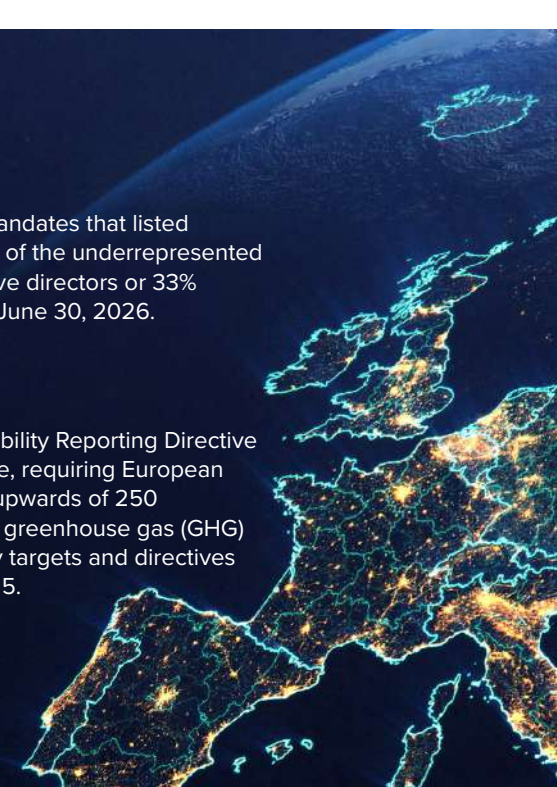 andates that listed
of the underrepresented
ve directors or 33%
June 30, 2026.
bility Reporting Directive
e, requiring European
upwards of 250
greenhouse gas (GHG)
y targets and directives
5.